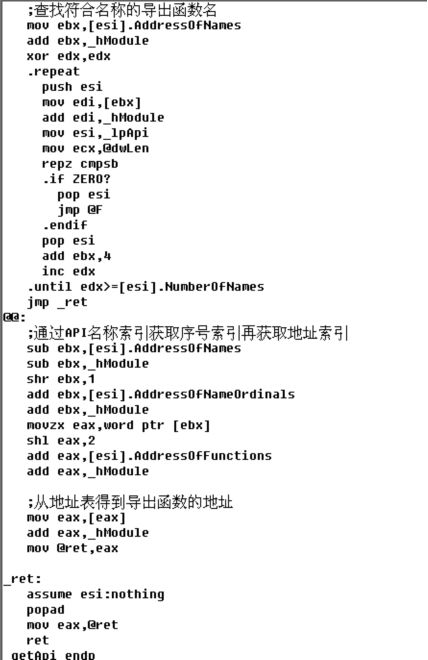 ;查找符合名称的导出函数名
mov ebx,[esi].AddressOfNames
add ebx,_hModule
xor edx,edx
.repeat
push esi
mov edi,[ebx]
add edi,_hModule
mov esi,_lpApi
mov ecx,@dwLen
repz cmpsb
.if ZERO?
pop esi
jmp @F
.endif
pop esi
add ebx,4
inc edx
.until edx>=[esi].NumberOfNames
jmp _ret
@@:
;通过API名称索引获取序号索引再获取地址索引
sub ebx,[esi].AddressOfNames
sub ebx,_hModule
shr ebx,1
add ebx,[esi].AddressOfNameOrdinals
add ebx,_hModule
movzx eax,word ptr [ebx]
shl eax,2
add eax,[esi].AddressOfFunctions
add eax,_hModule
;从地址表得到导出函数的地址
mov eax,[eax]
add eax,_hModule
mov @ret,eax
_ret:
assume esi:nothing
popad
mov eax,@ret
ret
_getApi endp